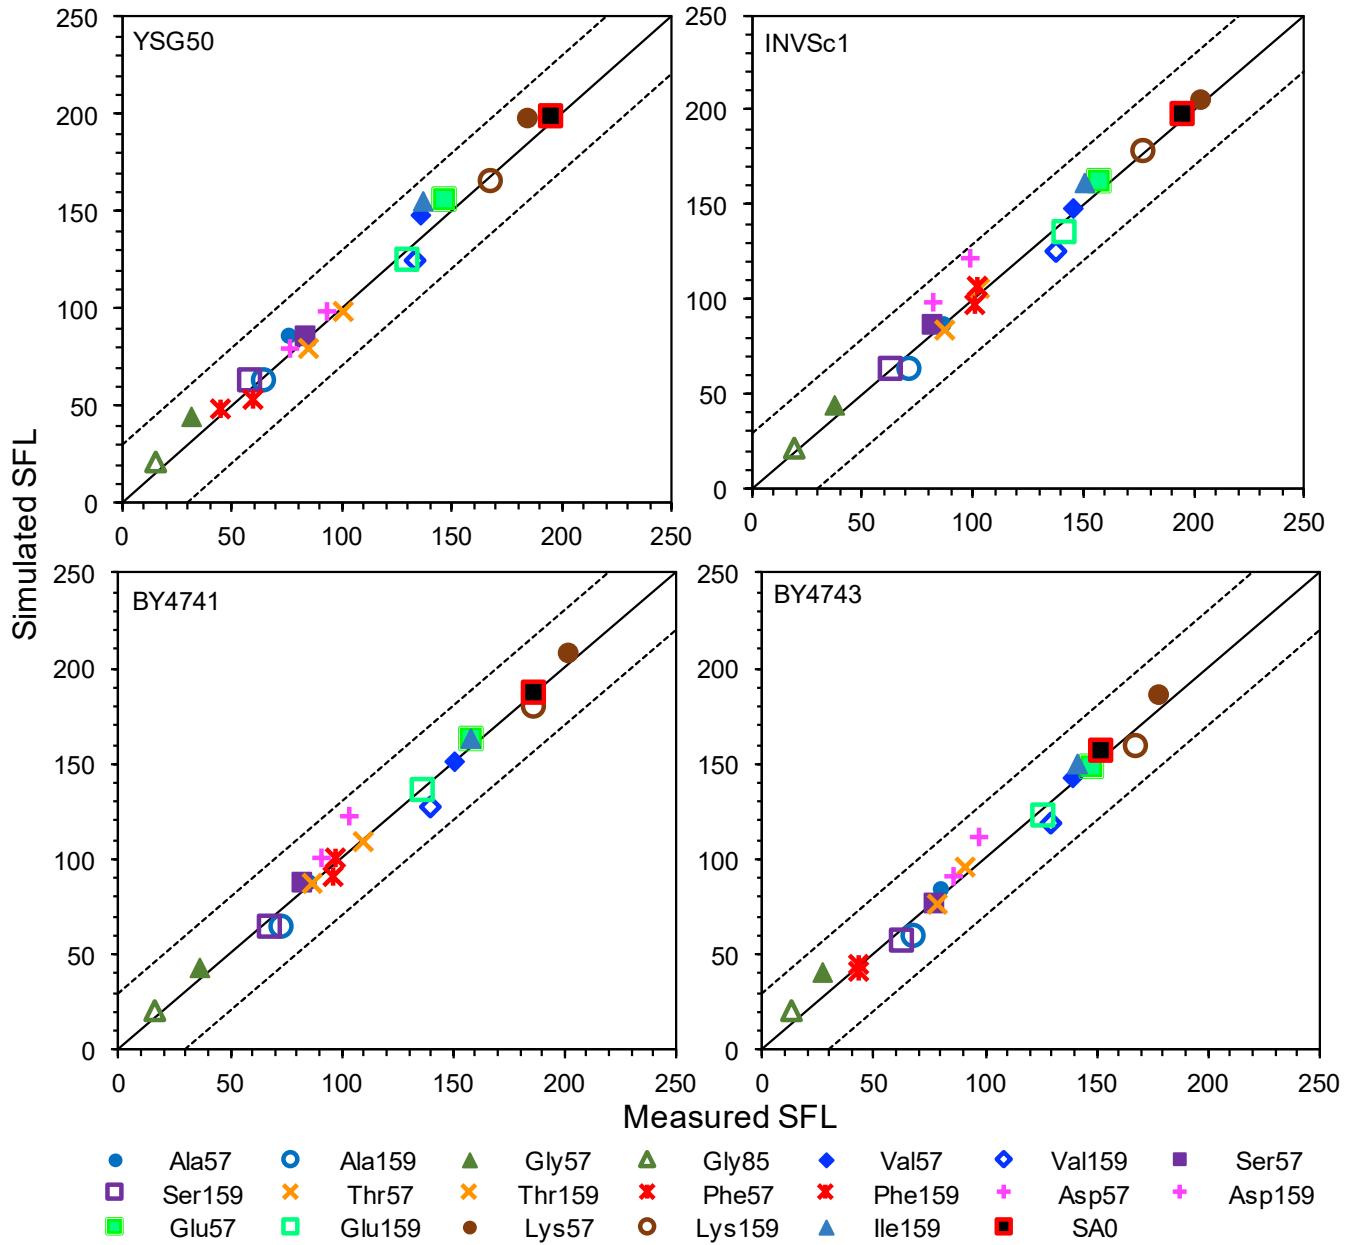 YSG50
250
200
150
100
50
0
0 50 100 150 200 250
INVSc1
250
200
150
100
50
0
0 50 100 150 200 250
Simulated SFL
BY4741
250
200
150
100
50
0
0 50 100 150 200 250
BY4743
250
200
150
100
50
0
0 50 100 150 200 250
Measured SFL
Ala57 Ala159 Gly57 Gly85 Val57 Val159 Ser57
Ser159 Thr57 Thr159 Phe57 Phe159 Asp57 Asp159
Glu57 Glu159 Lys57 Lys159 Ile159 SA0